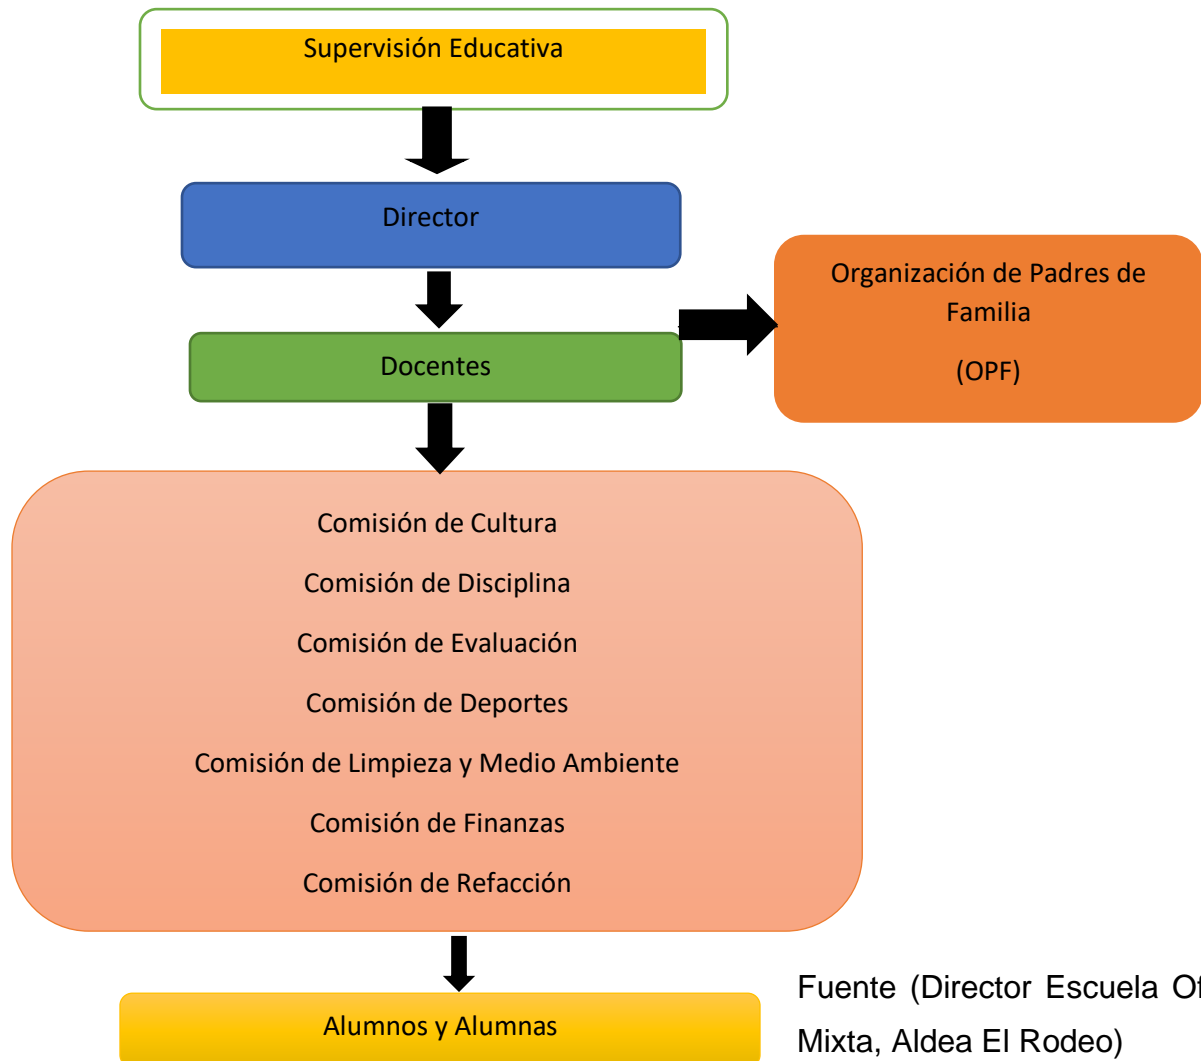 Supervisión Educativa
Director
Docentes
Organización de Padres de
Familia
(OPF)
Comisión de Cultura
Comisión de Disciplina
Comisión de Evaluación
Comisión de Deportes
Comisión de Limpieza y Medio Ambiente
Comisión de Finanzas
Comisión de Refacción
Alumnos y Alumnas
Fuente (Director Escuela
Mixta, Aldea El Rodeo)